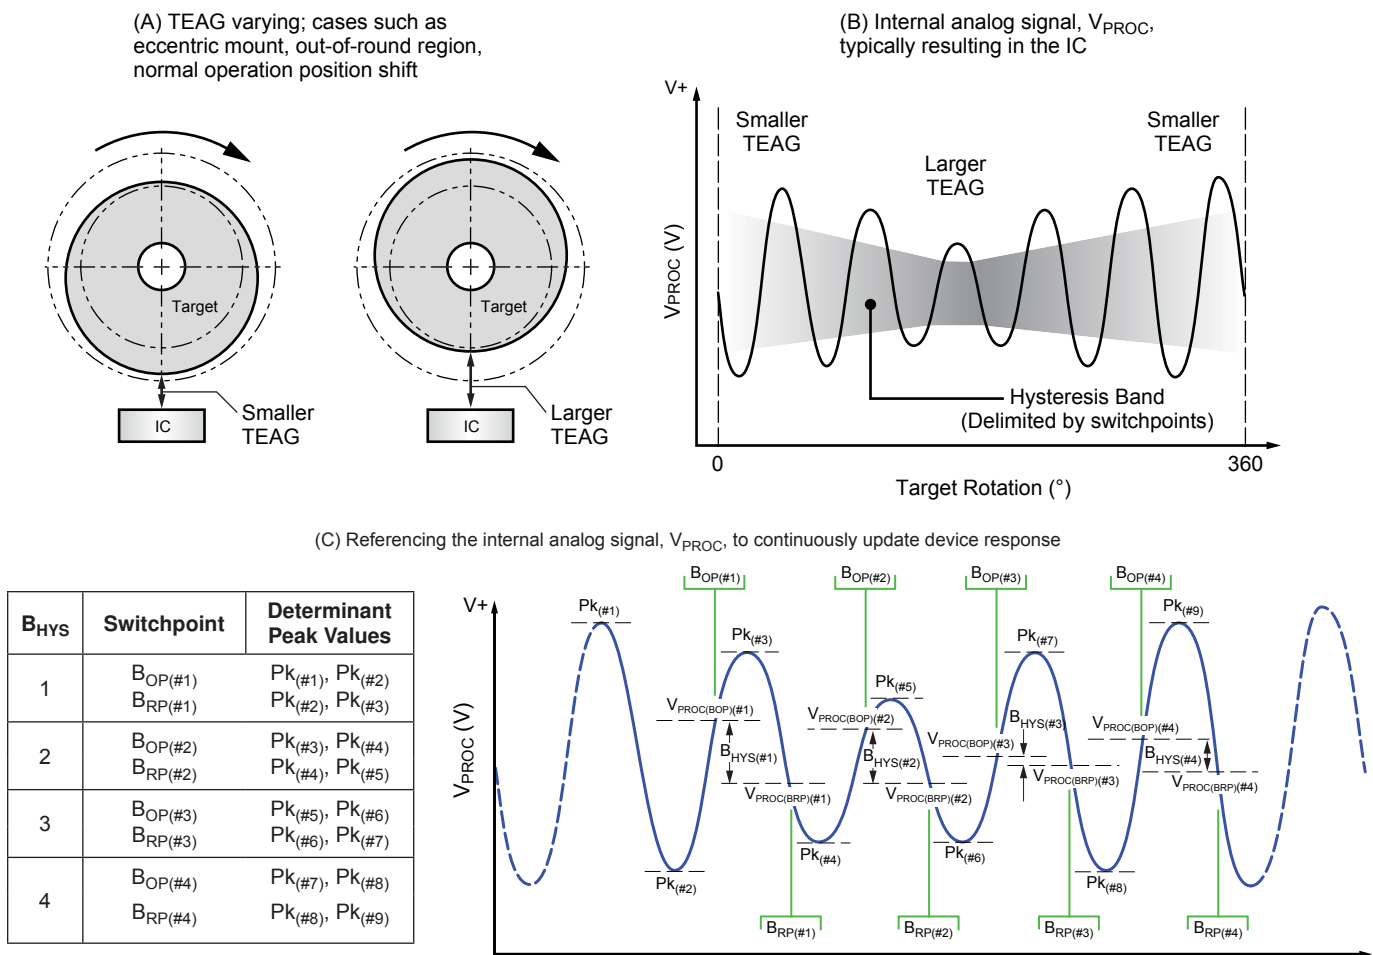 (A) TEAG varying; cases such as
eccentric mount, out-of-round region,
normal operation position shift
Target
IC
Smaller
TEAG
Target
IC
Larger
TEAG
(B) Internal analog signal, VPROC,
typically resulting in the IC
V+
VPROC (V)
Smaller
TEAG
Larger
TEAG
Smaller
TEAG
Hysteresis Band
(Delimited by switchpoints)
0
360
Target Rotation (°)
(C) Referencing the internal analog signal, VPROC, to continuously update device response
BHYS Switchpoint Determinant
Peak Values
1 BOP(#1) Pk(#1), Pk(#2)
BRP(#1) Pk(#2), Pk(#3)
2 BOP(#2) Pk(#3), Pk(#4)
BRP(#2) Pk(#4), Pk(#5)
3 BOP(#3) Pk(#5), Pk(#6)
BRP(#3) Pk(#6), Pk(#7)
4 BOP(#4) Pk(#7), Pk(#8)
BRP(#4) Pk(#8), Pk(#9)
V+
VPROC (V)
BOP(#1)
BOP(#2)
BOP(#3)
BOP(#4)
Pk(#1)
Pk(#3)
Pk(#5)
Pk(#7)
Pk(#9)
VPROC(BOP)(#1)
BHYS(#1)
VPROC(BRP)(#1)
VPROC(BOP)(#2)
BHYS(#2)
VPROC(BRP)(#2)
VPROC(BOP)(#3)
BHYS(#3)
VPROC(BRP)(#3)
VPROC(BOP)(#4)
BHYS(#4)
VPROC(BRP)(#4)
Pk(#2)
Pk(#4)
Pk(#6)
Pk(#8)
BRP(#1)
BRP(#2)
BRP(#3)
BRP(#4)